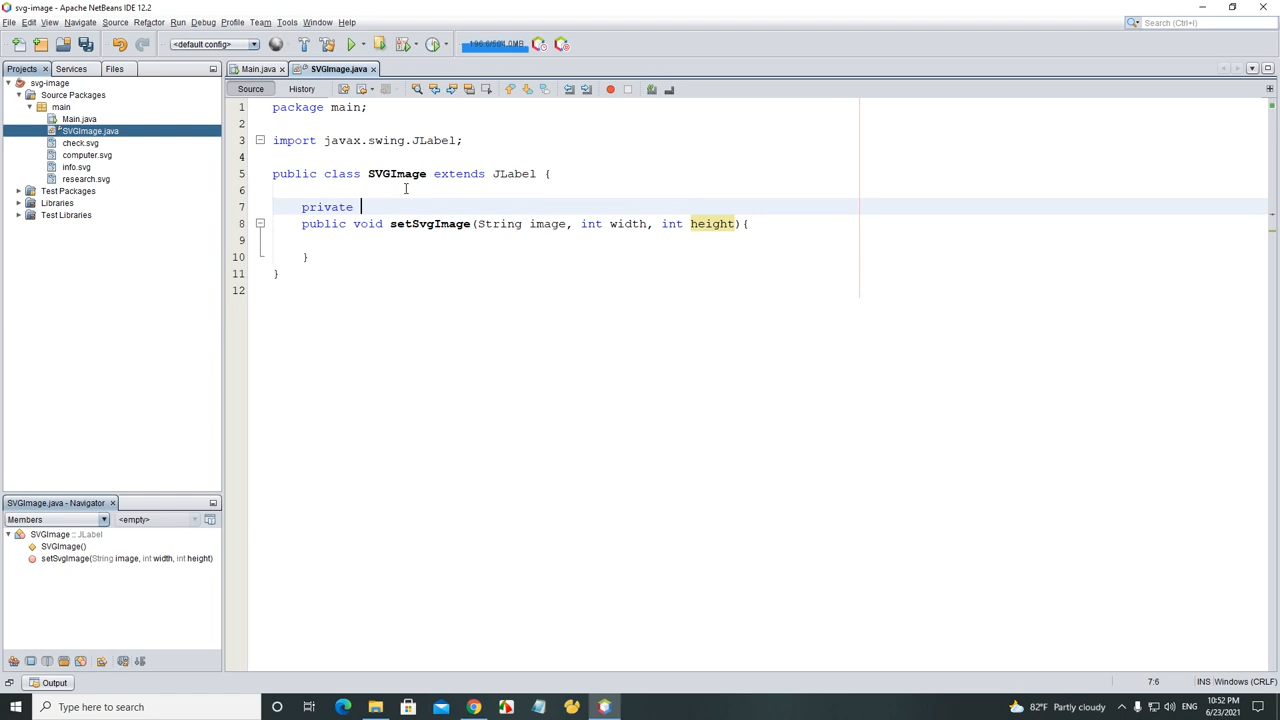 svg-image - Apache NetBeans IDE 12.2
File Edit View Navigate Source Refactor Run Debug Profile Team Tools Window Help
Search (Ctrl+I)
<default config>
Projects Services Files
Main.java SVGImage.java
Source History
svg-image
Source Packages
main
Main.java
SVGImage.java
check.svg
computer.svg
info.svg
research.svg
Test Packages
Libraries
Test Libraries
1 package main;
2
3 import javax.swing.JLabel;
4
5 public class SVGImage extends JLabel {
6
7 private
8 public void setSvgImage(String image, int width, int height){
9
10 }
11 }
12
SVGImage.java - Navigator
Members <empty>
SVGImage :: JLabel
SVGImage()
setSvgImage(String image, int width, int height)
Output
7:6 INS Windows (CRLF)
Type here to search
82°F Partly cloudy
ENG
10:52 PM
6/23/2021